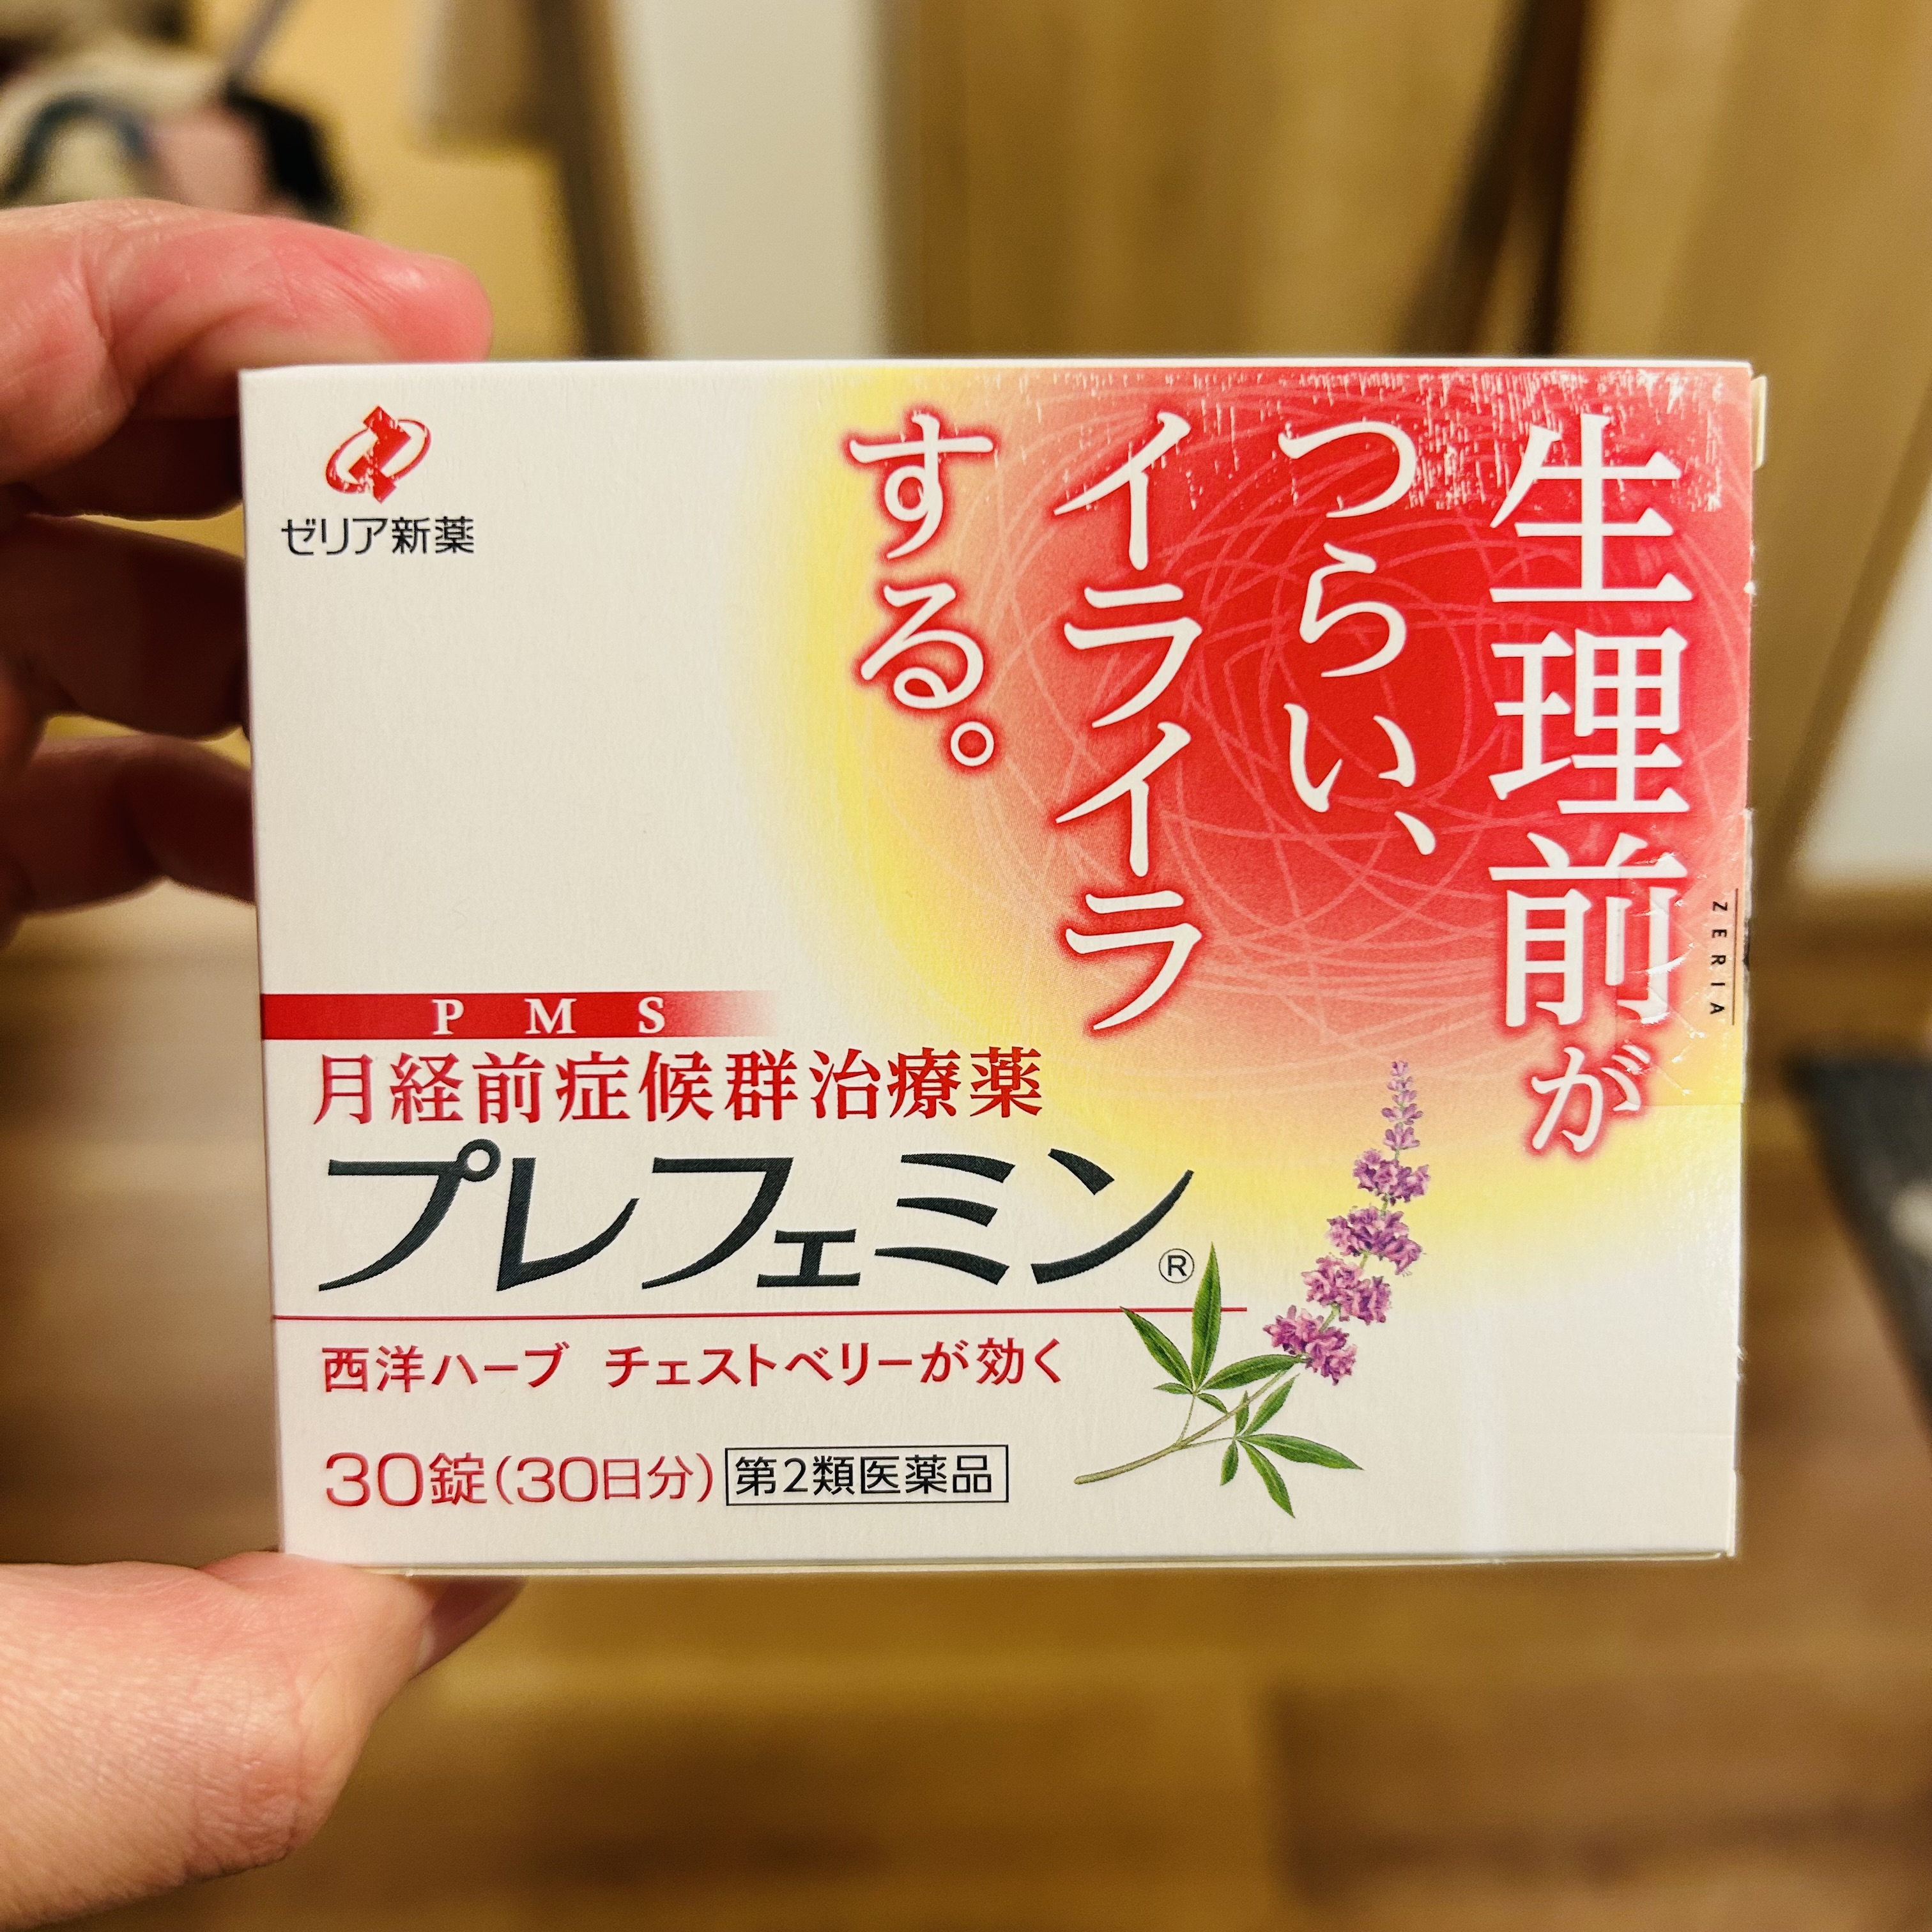 ゼリア新薬
生理前が
つらい、
イライラ
する。
ZERIA
PMS
月経前症候群治療薬
プレフェミン®
西洋ハーブ チェストベリーが効く
30錠(30日分) 第2類医薬品